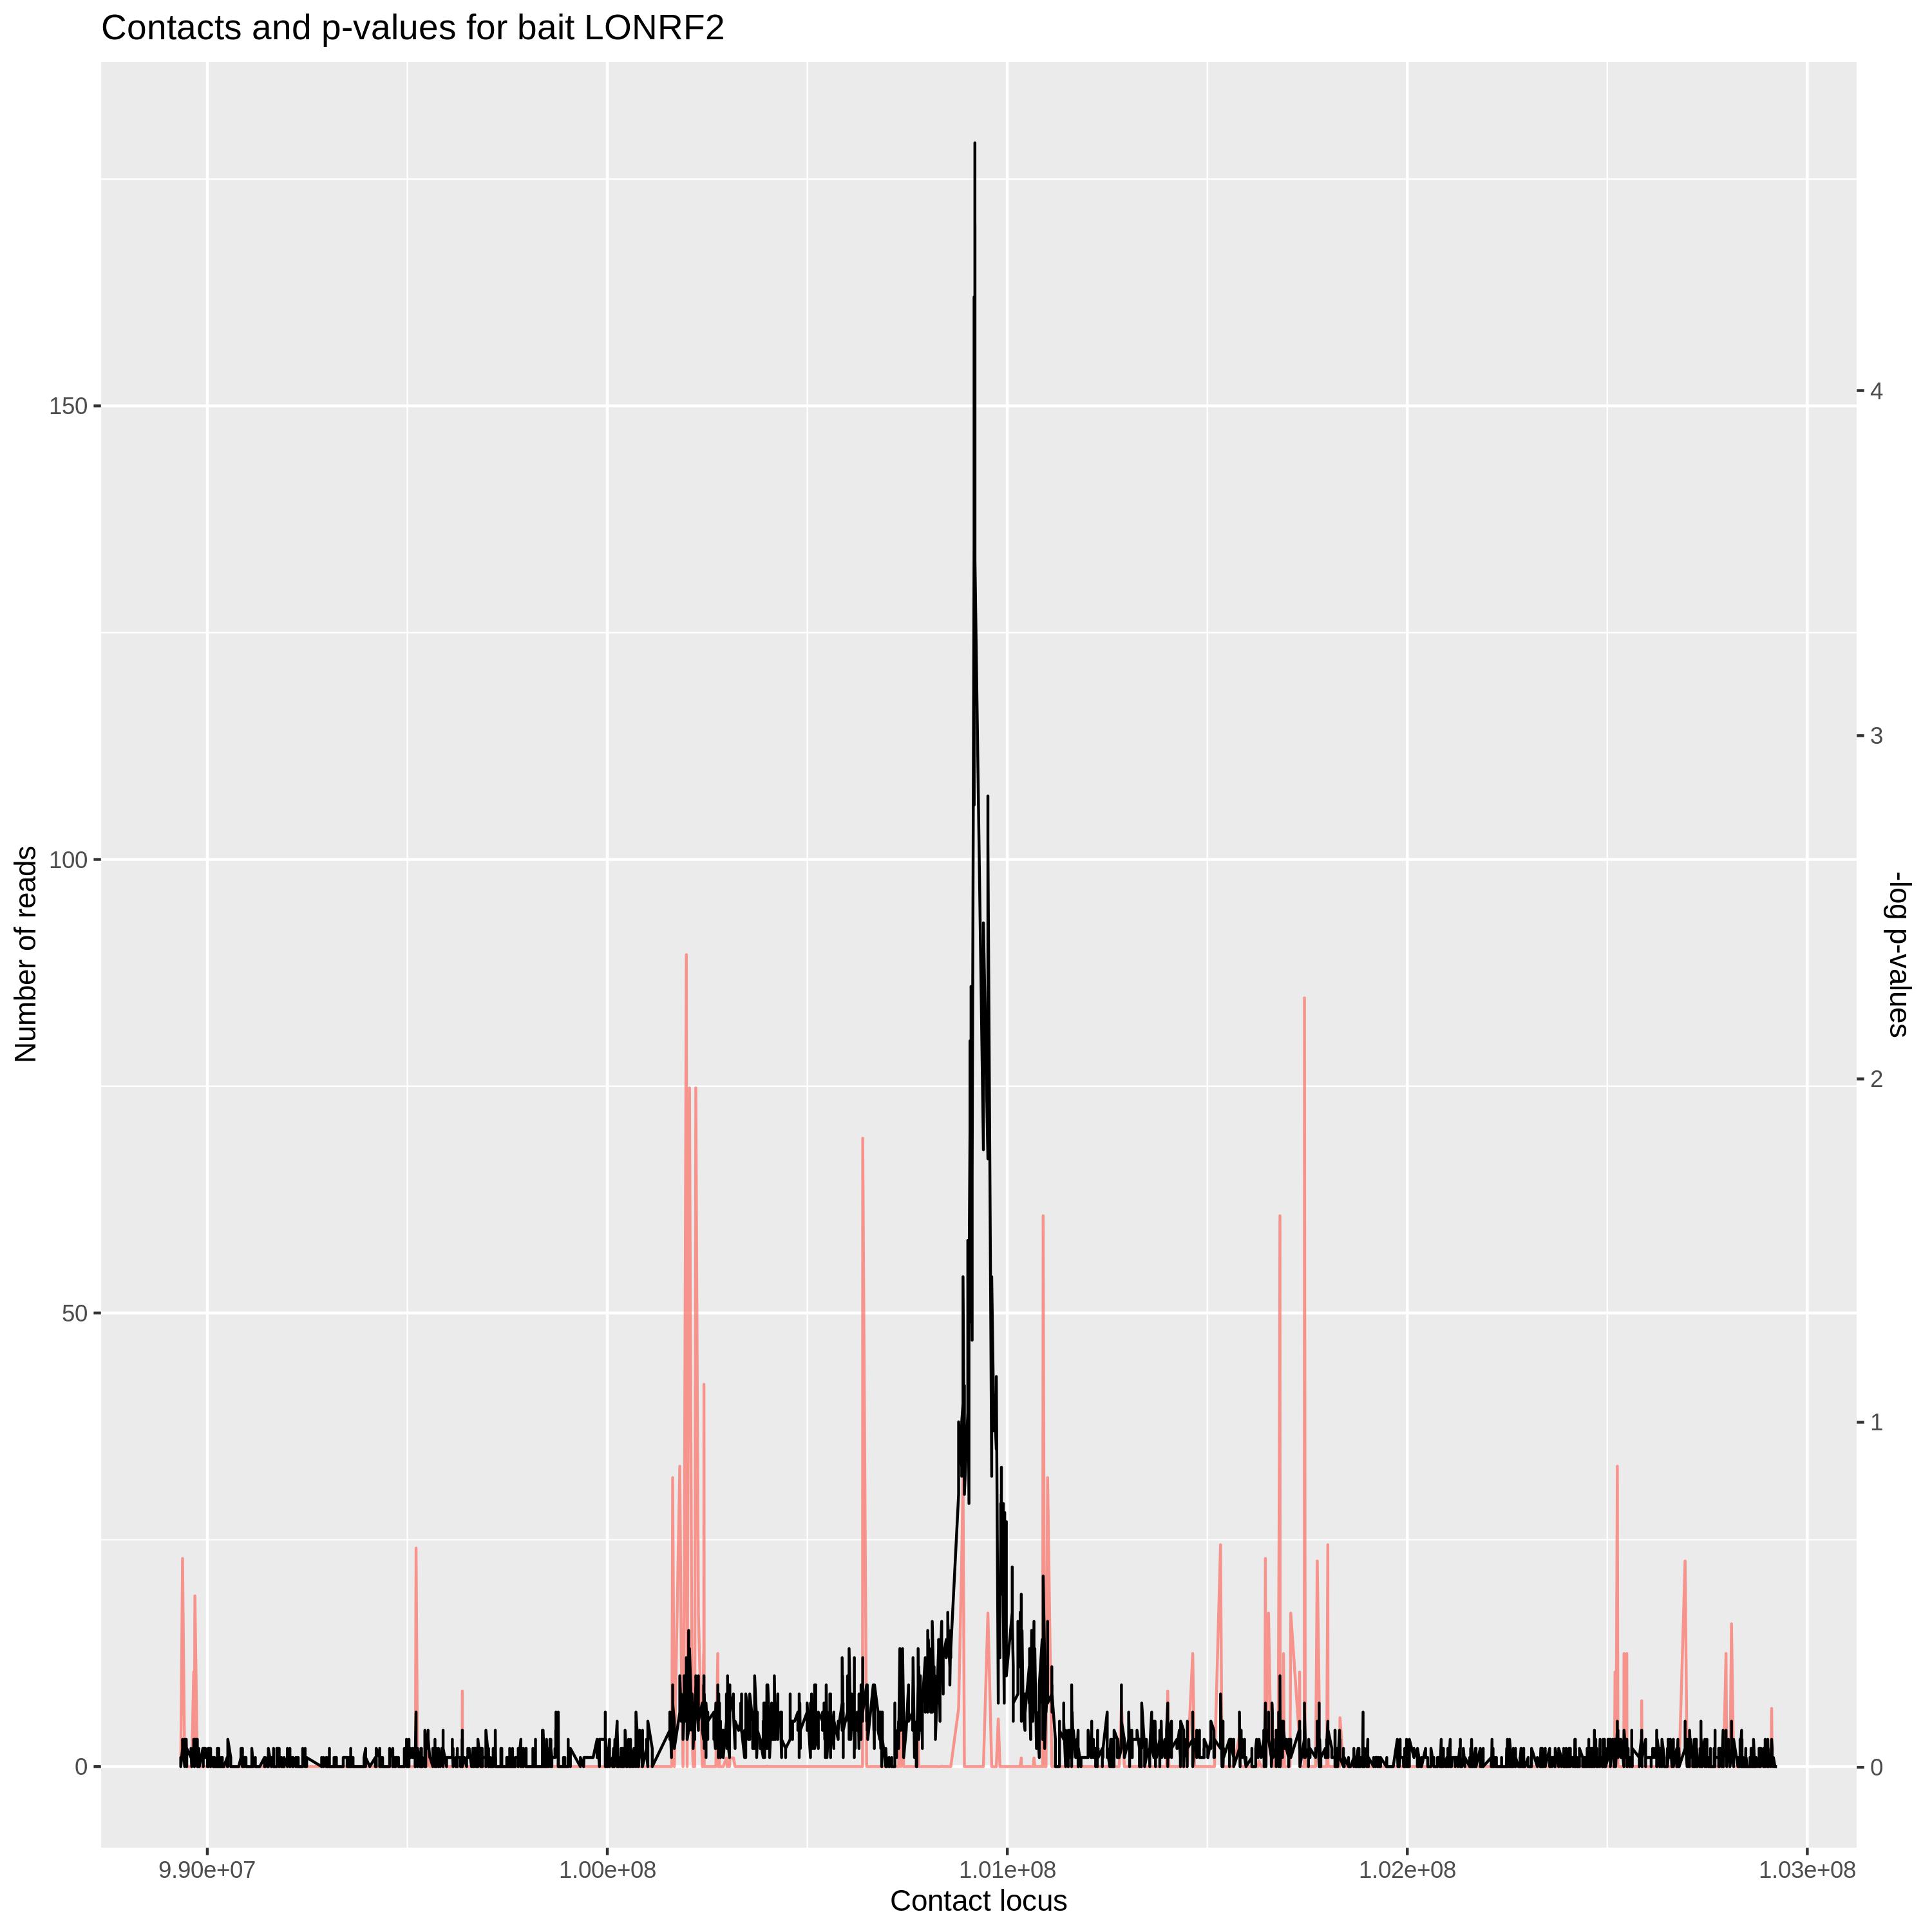 Contacts and p-values for bait LONRF2
Number of reads
150
100
50
0
4
3
2
1
0
-log p-values
9.90e+07 1.00e+08 1.01e+08 1.02e+08 1.03e+08
Contact locus